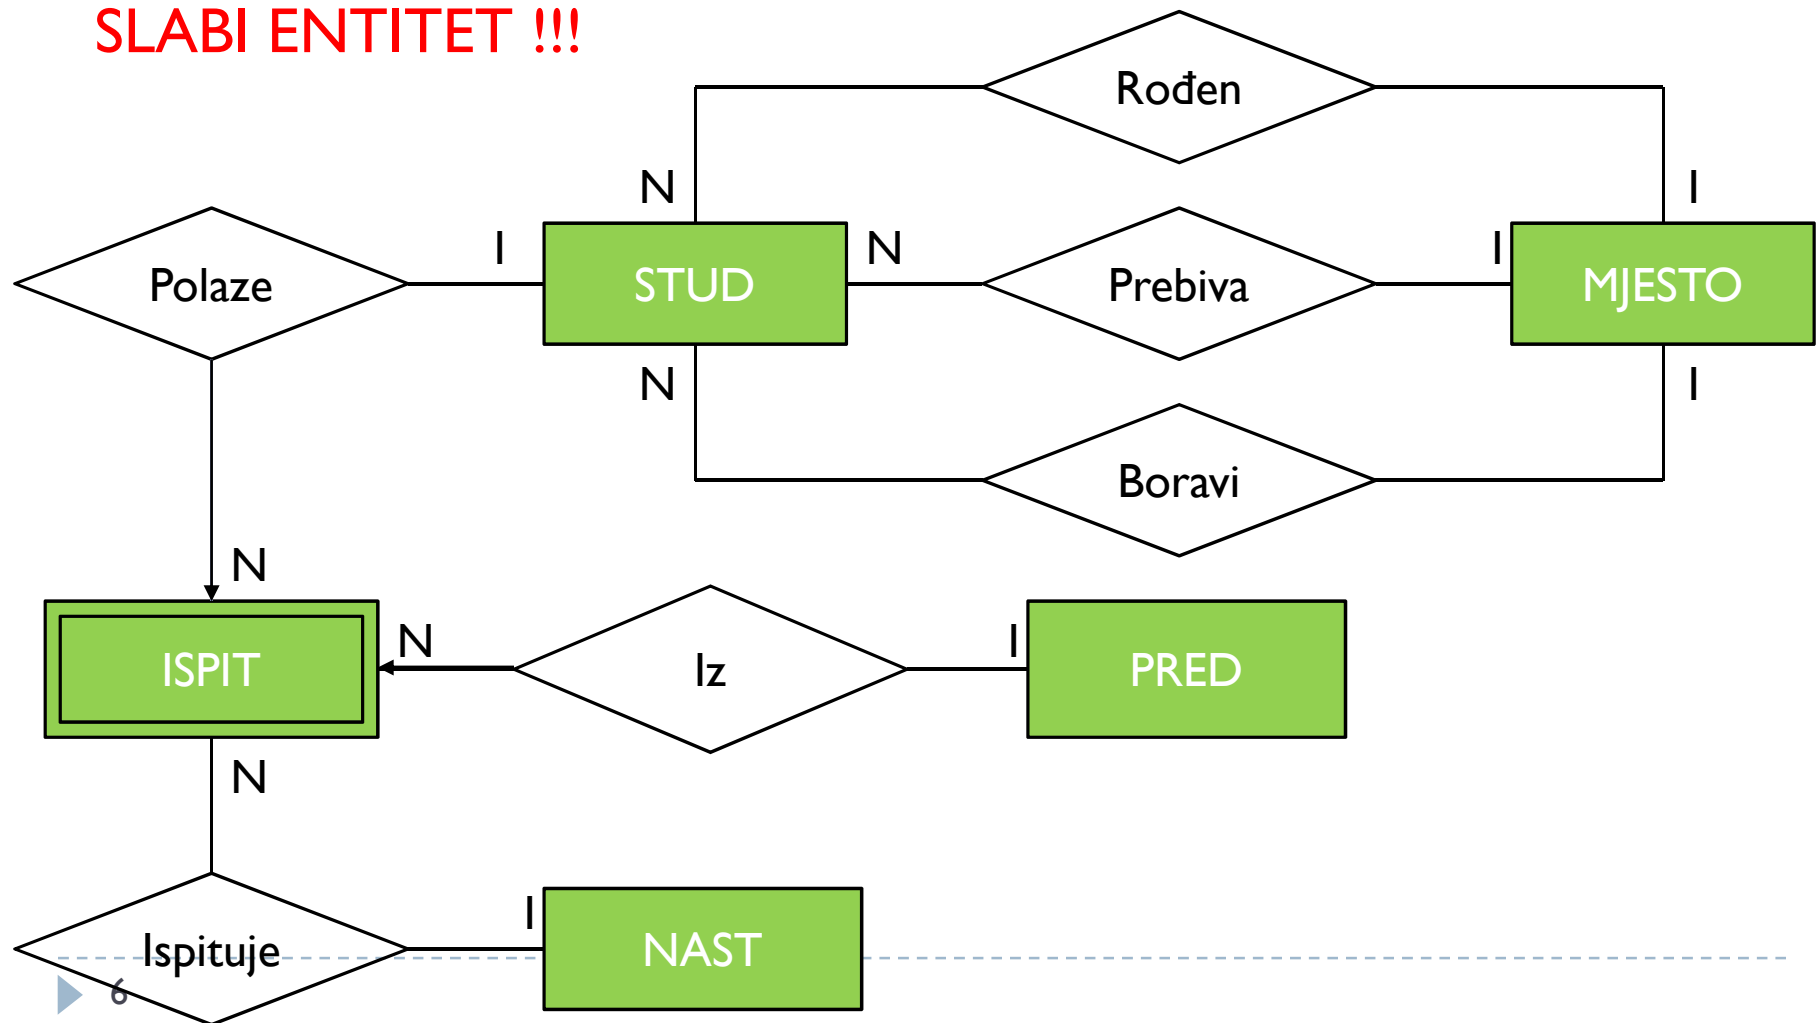 SLABI ENTITET !!!
Rođen
N
I
I
N
I
Polaze
STUD
Prebiva
MJESTO
N
I
Boravi
N
N
I
ISPIT
Iz
PRED
N
I
Ispituje
NAST
6